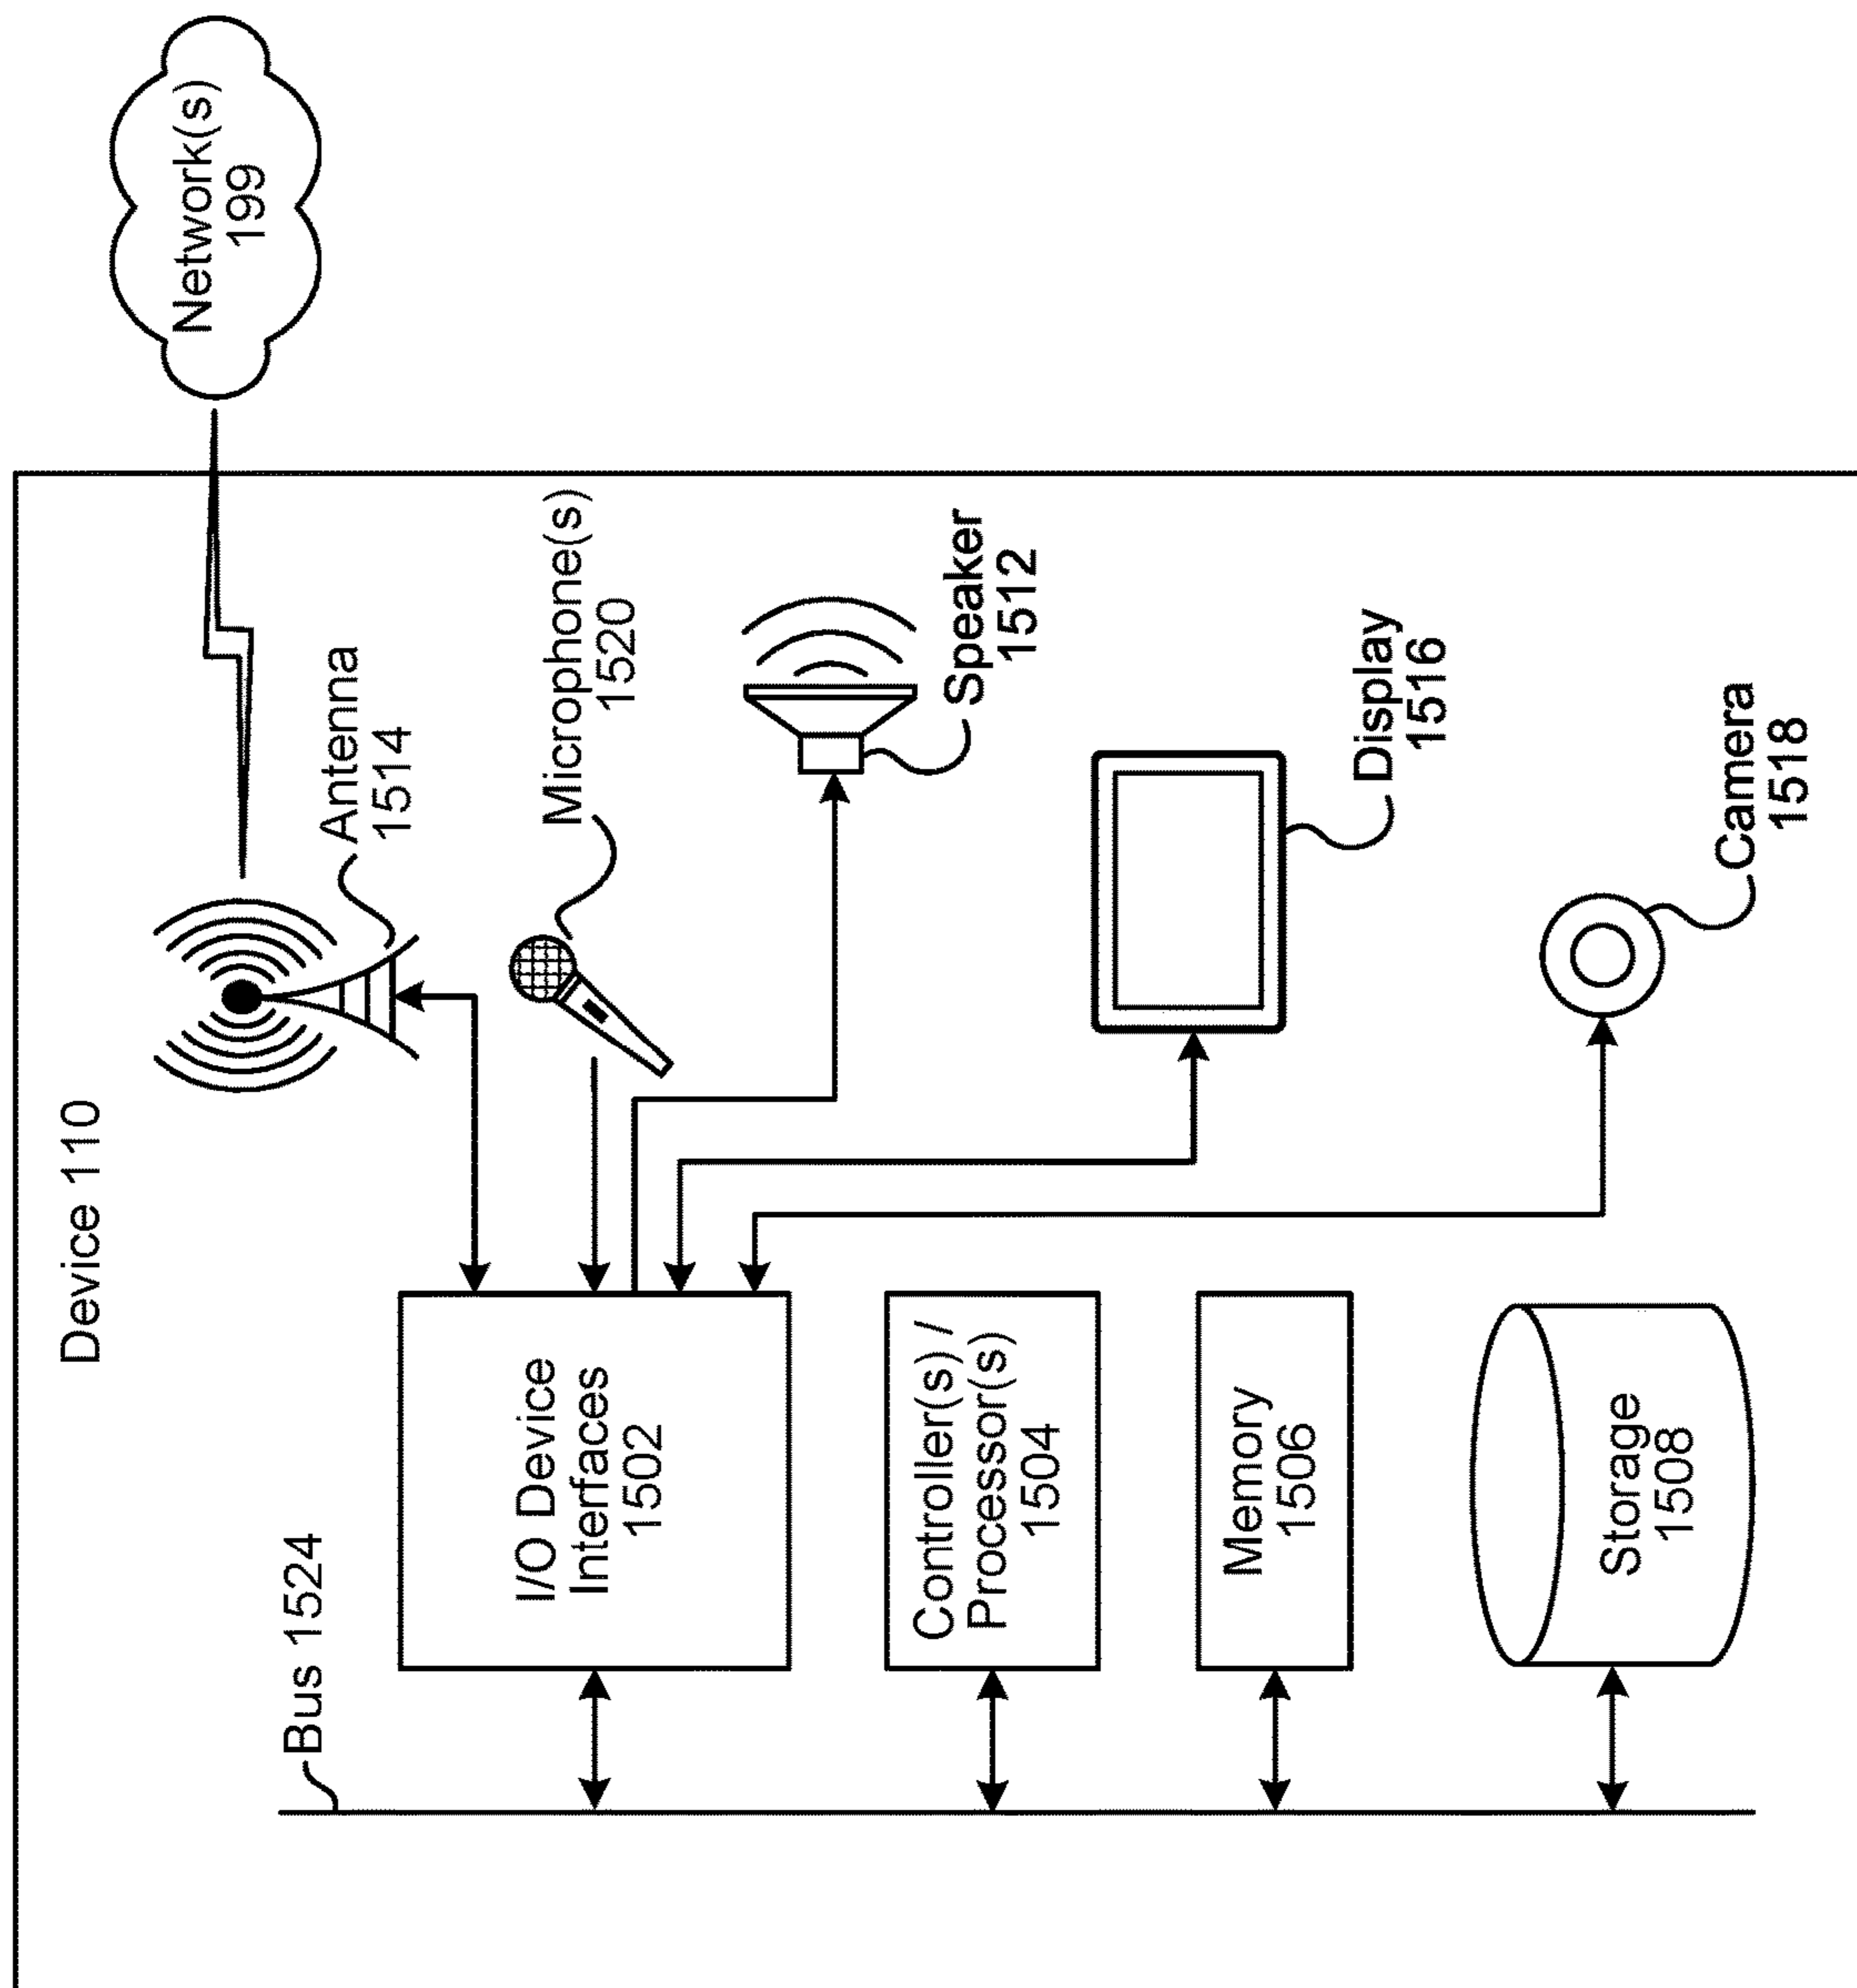 Device 110
Network(s)
199
Bus 1524
Antenna
1514
I/O Device
Interfaces
1502
Microphone(s)
1520
Speaker
1512
Controller(s) /
Processor(s)
1504
Display
1516
Memory
1506
Storage
1508
Camera
1518